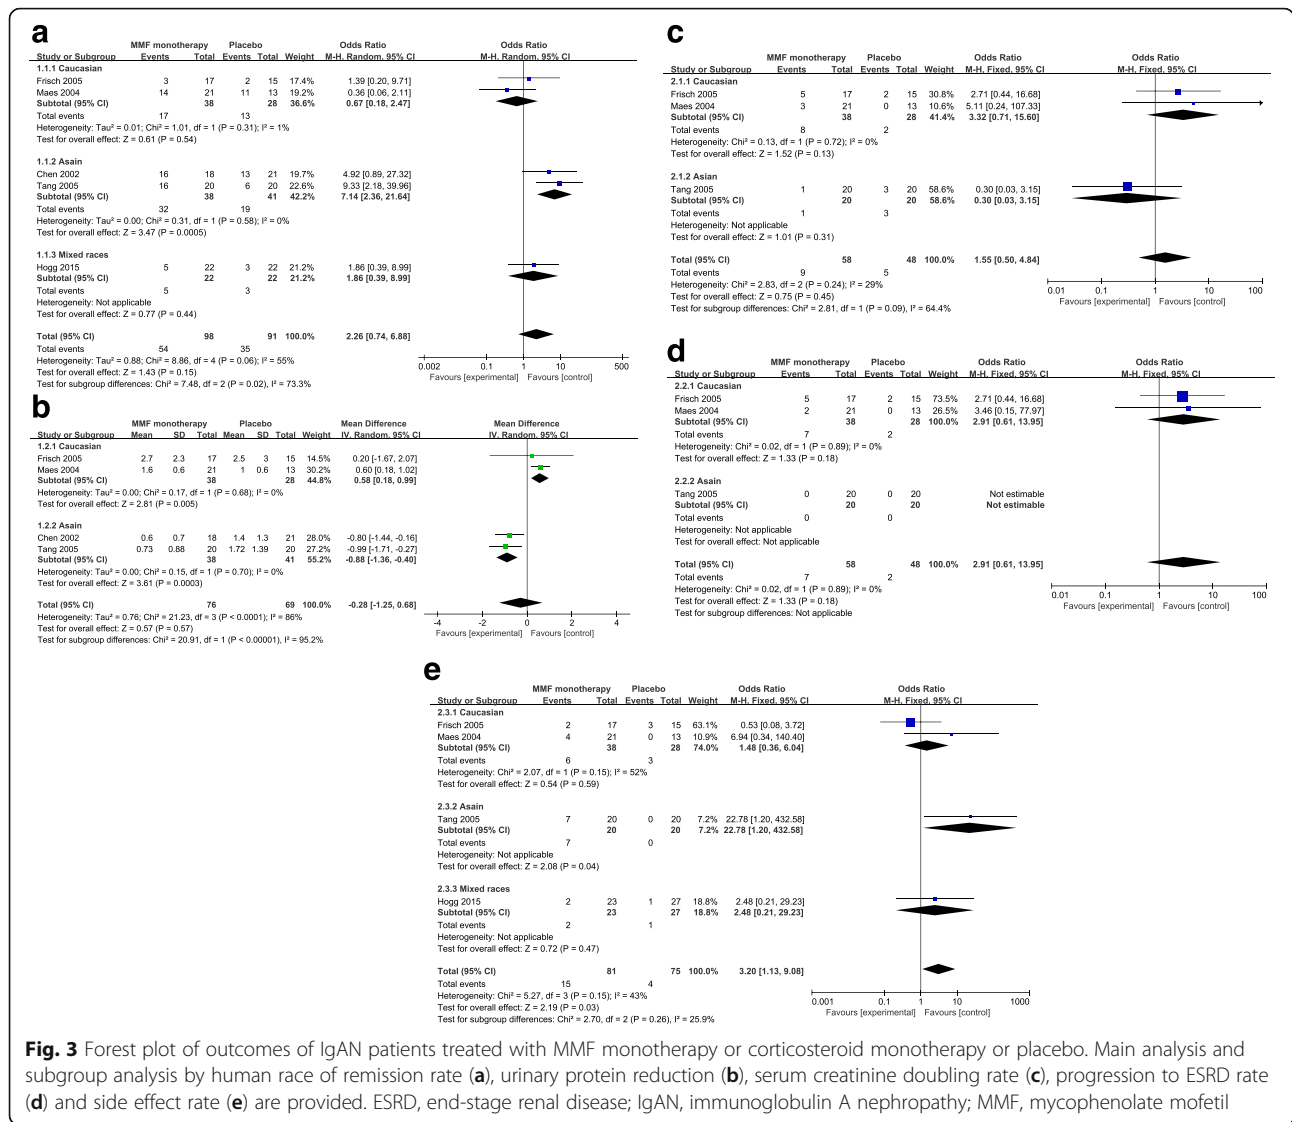 a
MMF monotherapy Placebo Odds Ratio Odds Ratio
Study or Subgroup Events Total Events Total Weight M-H. Random. 95% CI M-H. Random. 95% CI
1.1.1 Caucasian
Frisch 2005 3 17 2 15 17.4% 1.39 [0.20, 9.71]
Maes 2004 14 21 11 13 19.2% 0.36 [0.06, 2.11]
Subtotal (95% CI) 38 28 36.6% 0.67 [0.18, 2.47]
Total events 17 13
Heterogeneity: Tau² = 0.01; Chi² = 1.01, df = 1 (P = 0.31); I² = 1%
Test for overall effect: Z = 0.61 (P = 0.54)
1.1.2 Asain
Chen 2002 16 18 13 21 19.7% 4.92 [0.89, 27.32]
Tang 2005 16 20 6 20 22.6% 9.33 [2.18, 39.96]
Subtotal (95% CI) 38 41 42.2% 7.14 [2.36, 21.64]
Total events 32 19
Heterogeneity: Tau² = 0.00; Chi² = 0.31, df = 1 (P = 0.58); I² = 0%
Test for overall effect: Z = 3.47 (P = 0.0005)
1.1.3 Mixed races
Hogg 2015 5 22 3 22 21.2% 1.86 [0.39, 8.99]
Subtotal (95% CI) 22 22 21.2% 1.86 [0.39, 8.99]
Total events 5 3
Heterogeneity: Not applicable
Test for overall effect: Z = 0.77 (P = 0.44)
Total (95% CI) 98 91 100.0% 2.26 [0.74, 6.88]
Total events 54 35
Heterogeneity: Tau² = 0.88; Chi² = 8.86, df = 4 (P = 0.06); I² = 55%
Test for overall effect: Z = 1.43 (P = 0.15)
Test for subgroup differences: Chi² = 7.48, df = 2 (P = 0.02), I² = 73.3%
0.002 0.1 1 10 500
Favours [experimental] Favours [control]
b
MMF monotherapy Placebo Mean Difference Mean Difference
Study or Subgroup Mean SD Total Mean SD Total Weight IV. Random. 95% CI IV. Random. 95% CI
1.2.1 Caucasian
Frisch 2005 2.7 2.3 17 2.5 3 15 14.5% 0.20 [-1.67, 2.07]
Maes 2004 1.6 0.6 21 1 0.6 13 30.2% 0.60 [0.18, 1.02]
Subtotal (95% CI) 38 28 44.8% 0.58 [0.18, 0.99]
Heterogeneity: Tau² = 0.00; Chi² = 0.17, df = 1 (P = 0.68); I² = 0%
Test for overall effect: Z = 2.81 (P = 0.005)
1.2.2 Asain
Chen 2002 0.6 0.7 18 1.4 1.3 21 28.0% -0.80 [-1.44, -0.16]
Tang 2005 0.73 0.88 20 1.72 1.39 20 27.2% -0.99 [-1.71, -0.27]
Subtotal (95% CI) 38 41 55.2% -0.88 [-1.36, -0.40]
Heterogeneity: Tau² = 0.00; Chi² = 0.15, df = 1 (P = 0.70); I² = 0%
Test for overall effect: Z = 3.61 (P = 0.0003)
Total (95% CI) 76 69 100.0% -0.28 [-1.25, 0.68]
Heterogeneity: Tau² = 0.76; Chi² = 21.23, df = 3 (P < 0.0001); I² = 86%
Test for overall effect: Z = 0.57 (P = 0.57)
Test for subgroup differences: Chi² = 20.91, df = 1 (P < 0.00001), I² = 95.2%
-4 -2 0 2 4
Favours [experimental] Favours [control]
c
MMF monotherapy Placebo Odds Ratio Odds Ratio
Study or Subgroup Events Total Events Total Weight M-H. Fixed. 95% CI M-H. Fixed. 95% CI
2.1.1 Caucasian
Frisch 2005 5 17 2 15 30.8% 2.71 [0.44, 16.68]
Maes 2004 3 21 0 13 10.6% 5.11 [0.24, 107.33]
Subtotal (95% CI) 38 28 41.4% 3.32 [0.71, 15.60]
Total events 8 2
Heterogeneity: Chi² = 0.13, df = 1 (P = 0.72); I² = 0%
Test for overall effect: Z = 1.52 (P = 0.13)
2.1.2 Asian
Tang 2005 1 20 3 20 58.6% 0.30 [0.03, 3.15]
Subtotal (95% CI) 20 20 58.6% 0.30 [0.03, 3.15]
Total events 1 3
Heterogeneity: Not applicable
Test for overall effect: Z = 1.01 (P = 0.31)
Total (95% CI) 58 48 100.0% 1.55 [0.50, 4.84]
Total events 9 5
Heterogeneity: Chi² = 2.83, df = 2 (P = 0.24); I² = 29%
Test for overall effect: Z = 0.75 (P = 0.45)
Test for subgroup differences: Chi² = 2.81, df = 1 (P = 0.09), I² = 64.4%
0.01 0.1 1 10 100
Favours [experimental] Favours [control]
d
MMF monotherapy Placebo Odds Ratio Odds Ratio
Study or Subgroup Events Total Events Total Weight M-H. Fixed. 95% CI M-H. Fixed. 95% CI
2.2.1 Caucasian
Frisch 2005 5 17 2 15 73.5% 2.71 [0.44, 16.68]
Maes 2004 2 21 0 13 26.5% 3.46 [0.15, 77.97]
Subtotal (95% CI) 38 28 100.0% 2.91 [0.61, 13.95]
Total events 7 2
Heterogeneity: Chi² = 0.02, df = 1 (P = 0.89); I² = 0%
Test for overall effect: Z = 1.33 (P = 0.18)
2.2.2 Asain
Tang 2005 0 20 0 20 Not estimable
Subtotal (95% CI) 20 20 Not estimable
Total events 0 0
Heterogeneity: Not applicable
Test for overall effect: Not applicable
Total (95% CI) 58 48 100.0% 2.91 [0.61, 13.95]
Total events 7 2
Heterogeneity: Chi² = 0.02, df = 1 (P = 0.89); I² = 0%
Test for overall effect: Z = 1.33 (P = 0.18)
Test for subgroup differences: Not applicable
0.01 0.1 1 10 100
Favours [experimental] Favours [control]
e
MMF monotherapy Placebo Odds Ratio Odds Ratio
Study or Subgroup Events Total Events Total Weight M-H. Fixed. 95% CI M-H. Fixed. 95% CI
2.3.1 Caucasian
Frisch 2005 2 17 3 15 63.1% 0.53 [0.08, 3.72]
Maes 2004 4 21 0 13 10.9% 6.94 [0.34, 140.40]
Subtotal (95% CI) 38 28 74.0% 1.48 [0.36, 6.04]
Total events 6 3
Heterogeneity: Chi² = 2.07, df = 1 (P = 0.15); I² = 52%
Test for overall effect: Z = 0.54 (P = 0.59)
2.3.2 Asain
Tang 2005 7 20 0 20 7.2% 22.78 [1.20, 432.58]
Subtotal (95% CI) 20 20 7.2% 22.78 [1.20, 432.58]
Total events 7 0
Heterogeneity: Not applicable
Test for overall effect: Z = 2.08 (P = 0.04)
2.3.3 Mixed races
Hogg 2015 2 23 1 27 18.8% 2.48 [0.21, 29.23]
Subtotal (95% CI) 23 27 18.8% 2.48 [0.21, 29.23]
Total events 2 1
Heterogeneity: Not applicable
Test for overall effect: Z = 0.72 (P = 0.47)
Total (95% CI) 81 75 100.0% 3.20 [1.13, 9.08]
Total events 15 4
Heterogeneity: Chi² = 5.27, df = 3 (P = 0.15); I² = 43%
Test for overall effect: Z = 2.19 (P = 0.03)
Test for subgroup differences: Chi² = 2.70, df = 2 (P = 0.26), I² = 25.9%
0.001 0.1 1 10 1000
Favours [experimental] Favours [control]
Fig. 3 Forest plot of outcomes of IgAN patients treated with MMF monotherapy or corticosteroid monotherapy or placebo. Main analysis and
subgroup analysis by human race of remission rate (a), urinary protein reduction (b), serum creatinine doubling rate (c), progression to ESRD rate
(d) and side effect rate (e) are provided. ESRD, end-stage renal disease; IgAN, immunoglobulin A nephropathy; MMF, mycophenolate mofetil